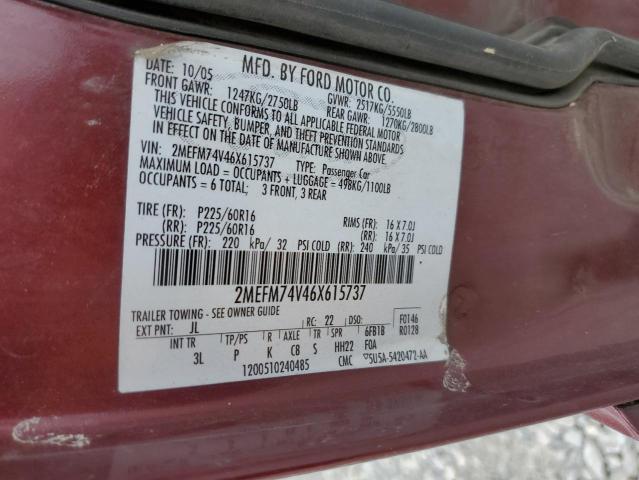 DATE: 10/05 MFD. BY FORD MOTOR CO.
FRONT GAWR: 1247KG/2750LB GVWR: 2517KG/5550LB
REAR GAWR: 1270KG/2800LB
THIS VEHICLE CONFORMS TO ALL APPLICABLE FEDERAL MOTOR
VEHICLE SAFETY, BUMPER, AND THEFT PREVENTION STANDARDS
IN EFFECT ON THE DATE OF MANUFACTURE SHOWN ABOVE.
VIN: 2MEFM74V46X615737 TYPE: Passenger Car
MAXIMUM LOAD = OCCUPANTS + LUGGAGE = 498KG/1100LB
OCCUPANTS = 6 TOTAL; 3 FRONT, 3 REAR
TIRE (FR): P225/60R16 RIMS (FR): 16 X 7.0J
(RR): P225/60R16 (RR): 16 X 7.0J
PRESSURE (FR): 220 kPa/ 32 PSI COLD (RR): 240 kPa/ 35 PSI COLD
2MEFM74V46X615737
TRAILER TOWING - SEE OWNER GUIDE
EXT PNT: JL RC: 22 DSO: F0146
INT TR TP/PS R AXLE TR SPR 6FB1B R0128
3L P K CB S HH22 FOA
1200510240485 CMC 5U5A-5420472-AA